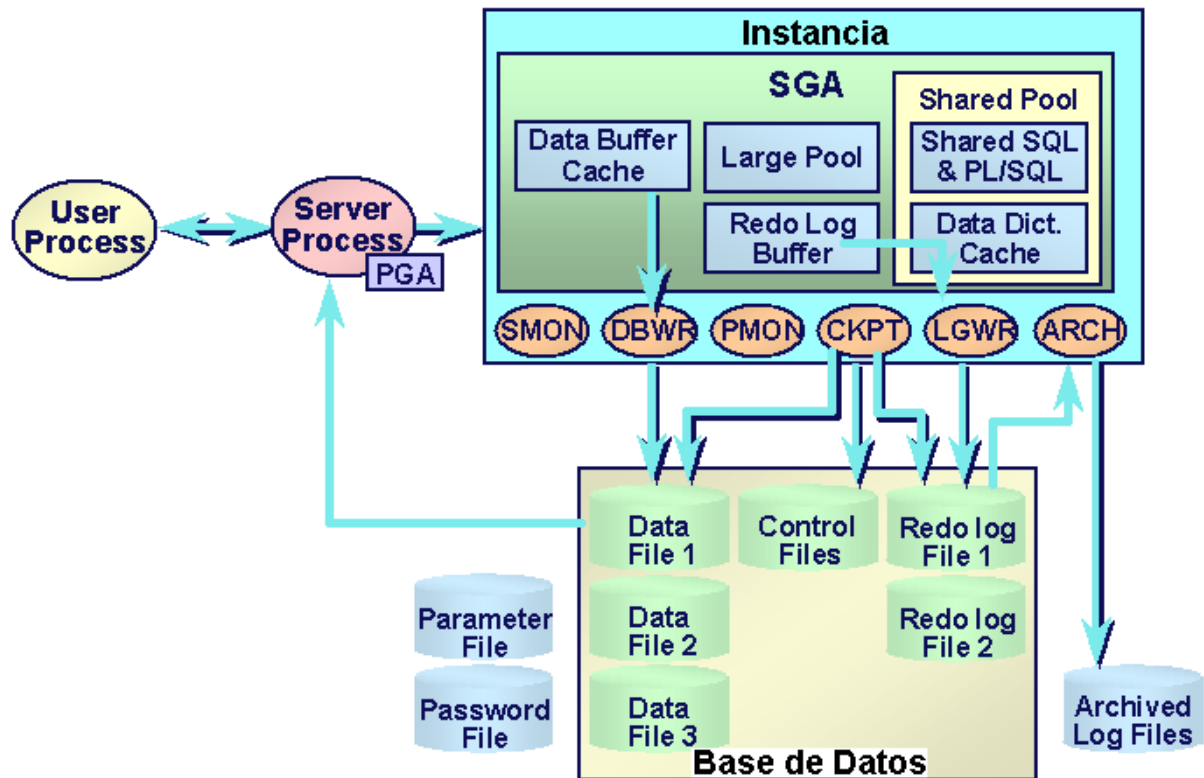 Instancia
SGA
Shared Pool
Data Buffer
Cache
Large Pool
Shared SQL
& PL/SQL
Redo Log
Buffer
Data Dict.
Cache
User
Process
Server
Process
PGA
SMON
DBWR
PMON
CKPT
LGWR
ARCH
Data
File 1
Control
Files
Redo log
File 1
Parameter
File
Data
File 2
Redo log
File 2
Password
File
Data
File 3
Archived
Log Files
Base de Datos